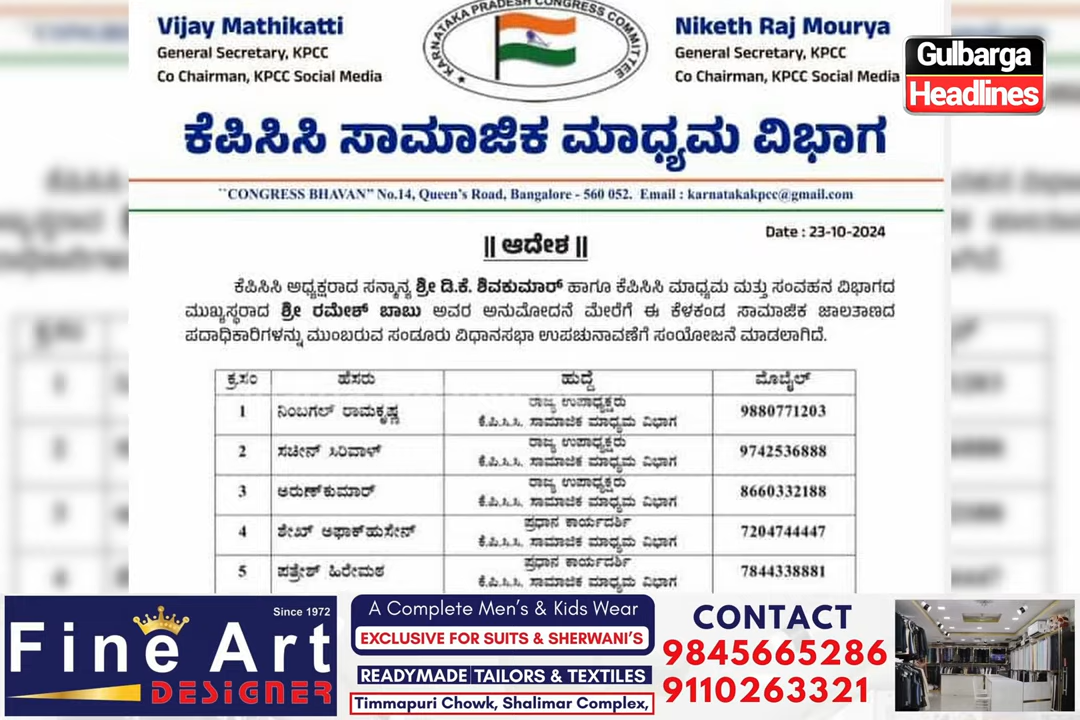 Vijay Mathikatti
General Secretary, KPCC
Co Chairman, KPCC Social Media
KARNATAKA PRADESH CONGRESS COMMITTEE
Niketh Raj Mourya
General Secretary, KPCC
Co Chairman, KPCC Social Media
Gulbarga
Headlines
ಕೆಪಿಸಿಸಿ ಸಾಮಾಜಿಕ ಮಾಧ್ಯಮ ವಿಭಾಗ
``CONGRESS BHAVAN" No.14, Queen's Road, Bangalore - 560 052. Email : karnatakakpcc@gmail.com
Date : 23-10-2024
|| ಆದೇಶ ||
ಕೆಪಿಸಿಸಿ ಅಧ್ಯಕ್ಷರಾದ ಸನ್ಮಾನ್ಯ ಶ್ರೀ ಡಿ.ಕೆ. ಶಿವಕುಮಾರ್ ಹಾಗೂ ಕೆಪಿಸಿಸಿ ಮಾಧ್ಯಮ ಮತ್ತು ಸಂವಹನ ವಿಭಾಗದ
ಮುಖ್ಯಸ್ಥರಾದ ಶ್ರೀ ರಮೇಶ್ ಬಾಬು ಅವರ ಅನುಮೋದನೆ ಮೇರೆಗೆ ಈ ಕೆಳಕಂಡ ಸಾಮಾಜಿಕ ಜಾಲತಾಣದ
ಪದಾಧಿಕಾರಿಗಳನ್ನು ಮುಂಬರುವ ಸಂಡೂರು ವಿಧಾನಸಭಾ ಉಪಚುನಾವಣೆಗೆ ಸಂಯೋಜನೆ ಮಾಡಲಾಗಿದೆ.
ಕ್ರ.ಸಂ ಹೆಸರು ಹುದ್ದೆ ಮೊಬೈಲ್
1 ನಿಂಬಗಲ್ ರಾಮಕೃಷ್ಣ ರಾಜ್ಯ ಉಪಾಧ್ಯಕ್ಷರು ಕೆ.ಪಿ.ಸಿ.ಸಿ. ಸಾಮಾಜಿಕ ಮಾಧ್ಯಮ ವಿಭಾಗ 9880771203
2 ಸಚೀನ್ ಸಿರಿವಾಳ್ ರಾಜ್ಯ ಉಪಾಧ್ಯಕ್ಷರು ಕೆ.ಪಿ.ಸಿ.ಸಿ. ಸಾಮಾಜಿಕ ಮಾಧ್ಯಮ ವಿಭಾಗ 9742536888
3 ಅರುಣ್‌ಕುಮಾರ್ ರಾಜ್ಯ ಉಪಾಧ್ಯಕ್ಷರು ಕೆ.ಪಿ.ಸಿ.ಸಿ. ಸಾಮಾಜಿಕ ಮಾಧ್ಯಮ ವಿಭಾಗ 8660332188
4 ಶೇಖ್ ಅಫಾಕ್‌ಹುಸೇನ್ ಪ್ರಧಾನ ಕಾರ್ಯದರ್ಶಿ ಕೆ.ಪಿ.ಸಿ.ಸಿ. ಸಾಮಾಜಿಕ ಮಾಧ್ಯಮ ವಿಭಾಗ 7204744447
5 ಪತ್ರೇಶ್ ಹಿರೇಮಠ ಪ್ರಧಾನ ಕಾರ್ಯದರ್ಶಿ ಕೆ.ಪಿ.ಸಿ.ಸಿ. ಸಾಮಾಜಿಕ ಮಾಧ್ಯಮ ವಿಭಾಗ 7844338881
Since 1972
Fine Art
DESIGNER
A Complete Men's & Kids Wear
EXCLUSIVE FOR SUITS & SHERWANI'S
READYMADE TAILORS & TEXTILES
Timmapuri Chowk, Shalimar Complex,
CONTACT
9845665286
9110263321